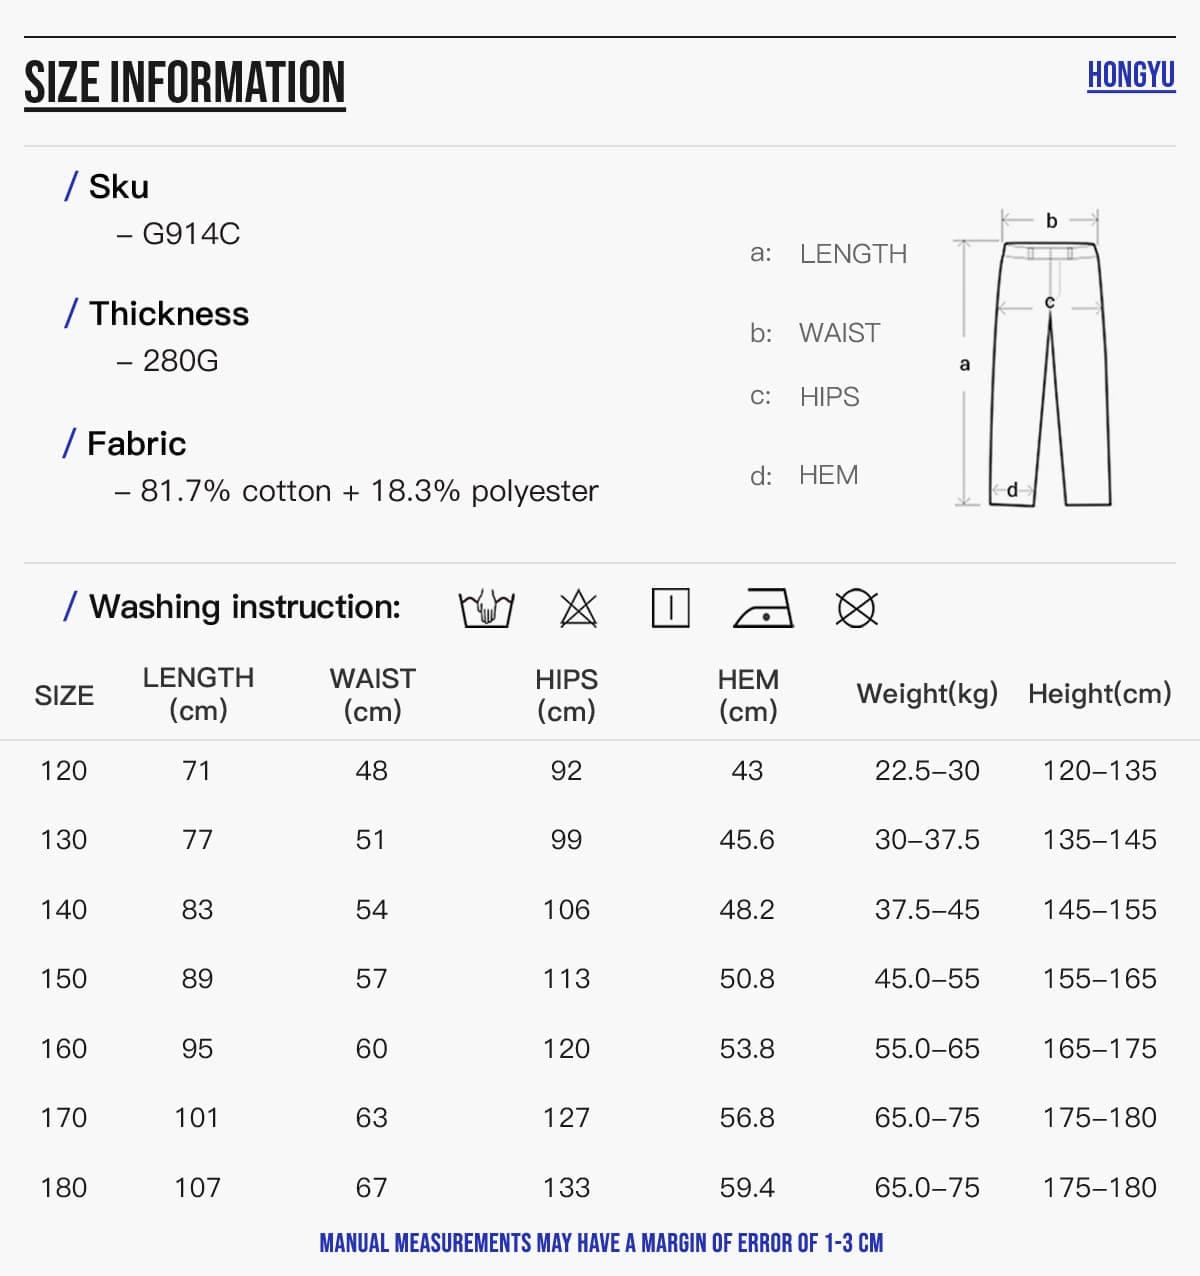 SIZE INFORMATION
HONGYU
/ Sku
– G914C
/ Thickness
– 280G
/ Fabric
– 81.7% cotton + 18.3% polyester
a: LENGTH
b: WAIST
c: HIPS
d: HEM
b
c
a
d
/ Washing instruction:
SIZE LENGTH (cm) WAIST (cm) HIPS (cm) HEM (cm) Weight(kg) Height(cm)
120 71 48 92 43 22.5–30 120–135
130 77 51 99 45.6 30–37.5 135–145
140 83 54 106 48.2 37.5–45 145–155
150 89 57 113 50.8 45.0–55 155–165
160 95 60 120 53.8 55.0–65 165–175
170 101 63 127 56.8 65.0–75 175–180
180 107 67 133 59.4 65.0–75 175–180
MANUAL MEASUREMENTS MAY HAVE A MARGIN OF ERROR OF 1-3 CM